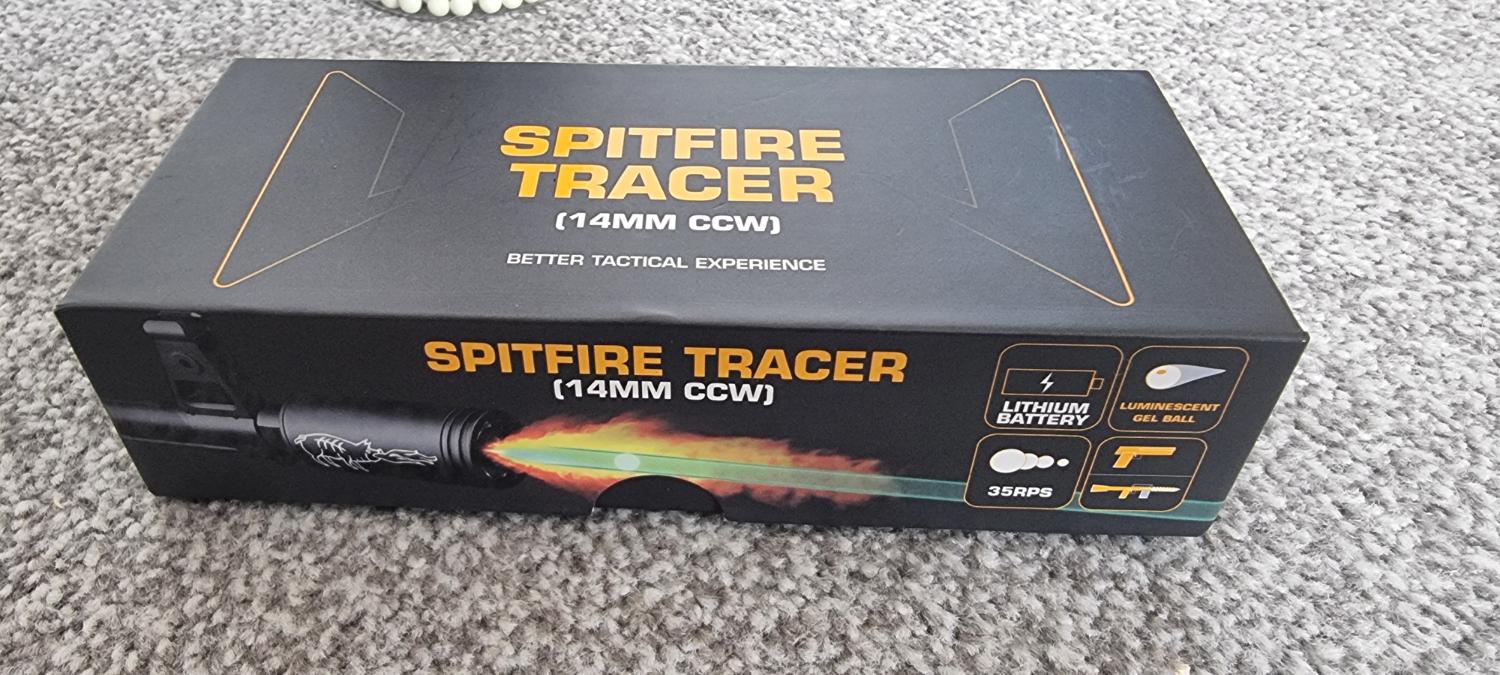 SPITFIRE
TRACER
(14MM CCW)
BETTER TACTICAL EXPERIENCE
SPITFIRE TRACER
(14MM CCW)
LITHIUM
BATTERY
LUMINESCENT
GEL BALL
35RPS